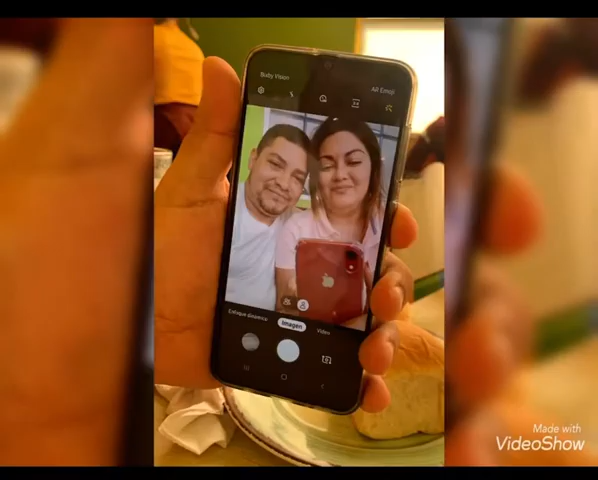 Bixby Vision
AR Emoji
Enfoque dinámico
Imagen
Video
Made with
VideoShow